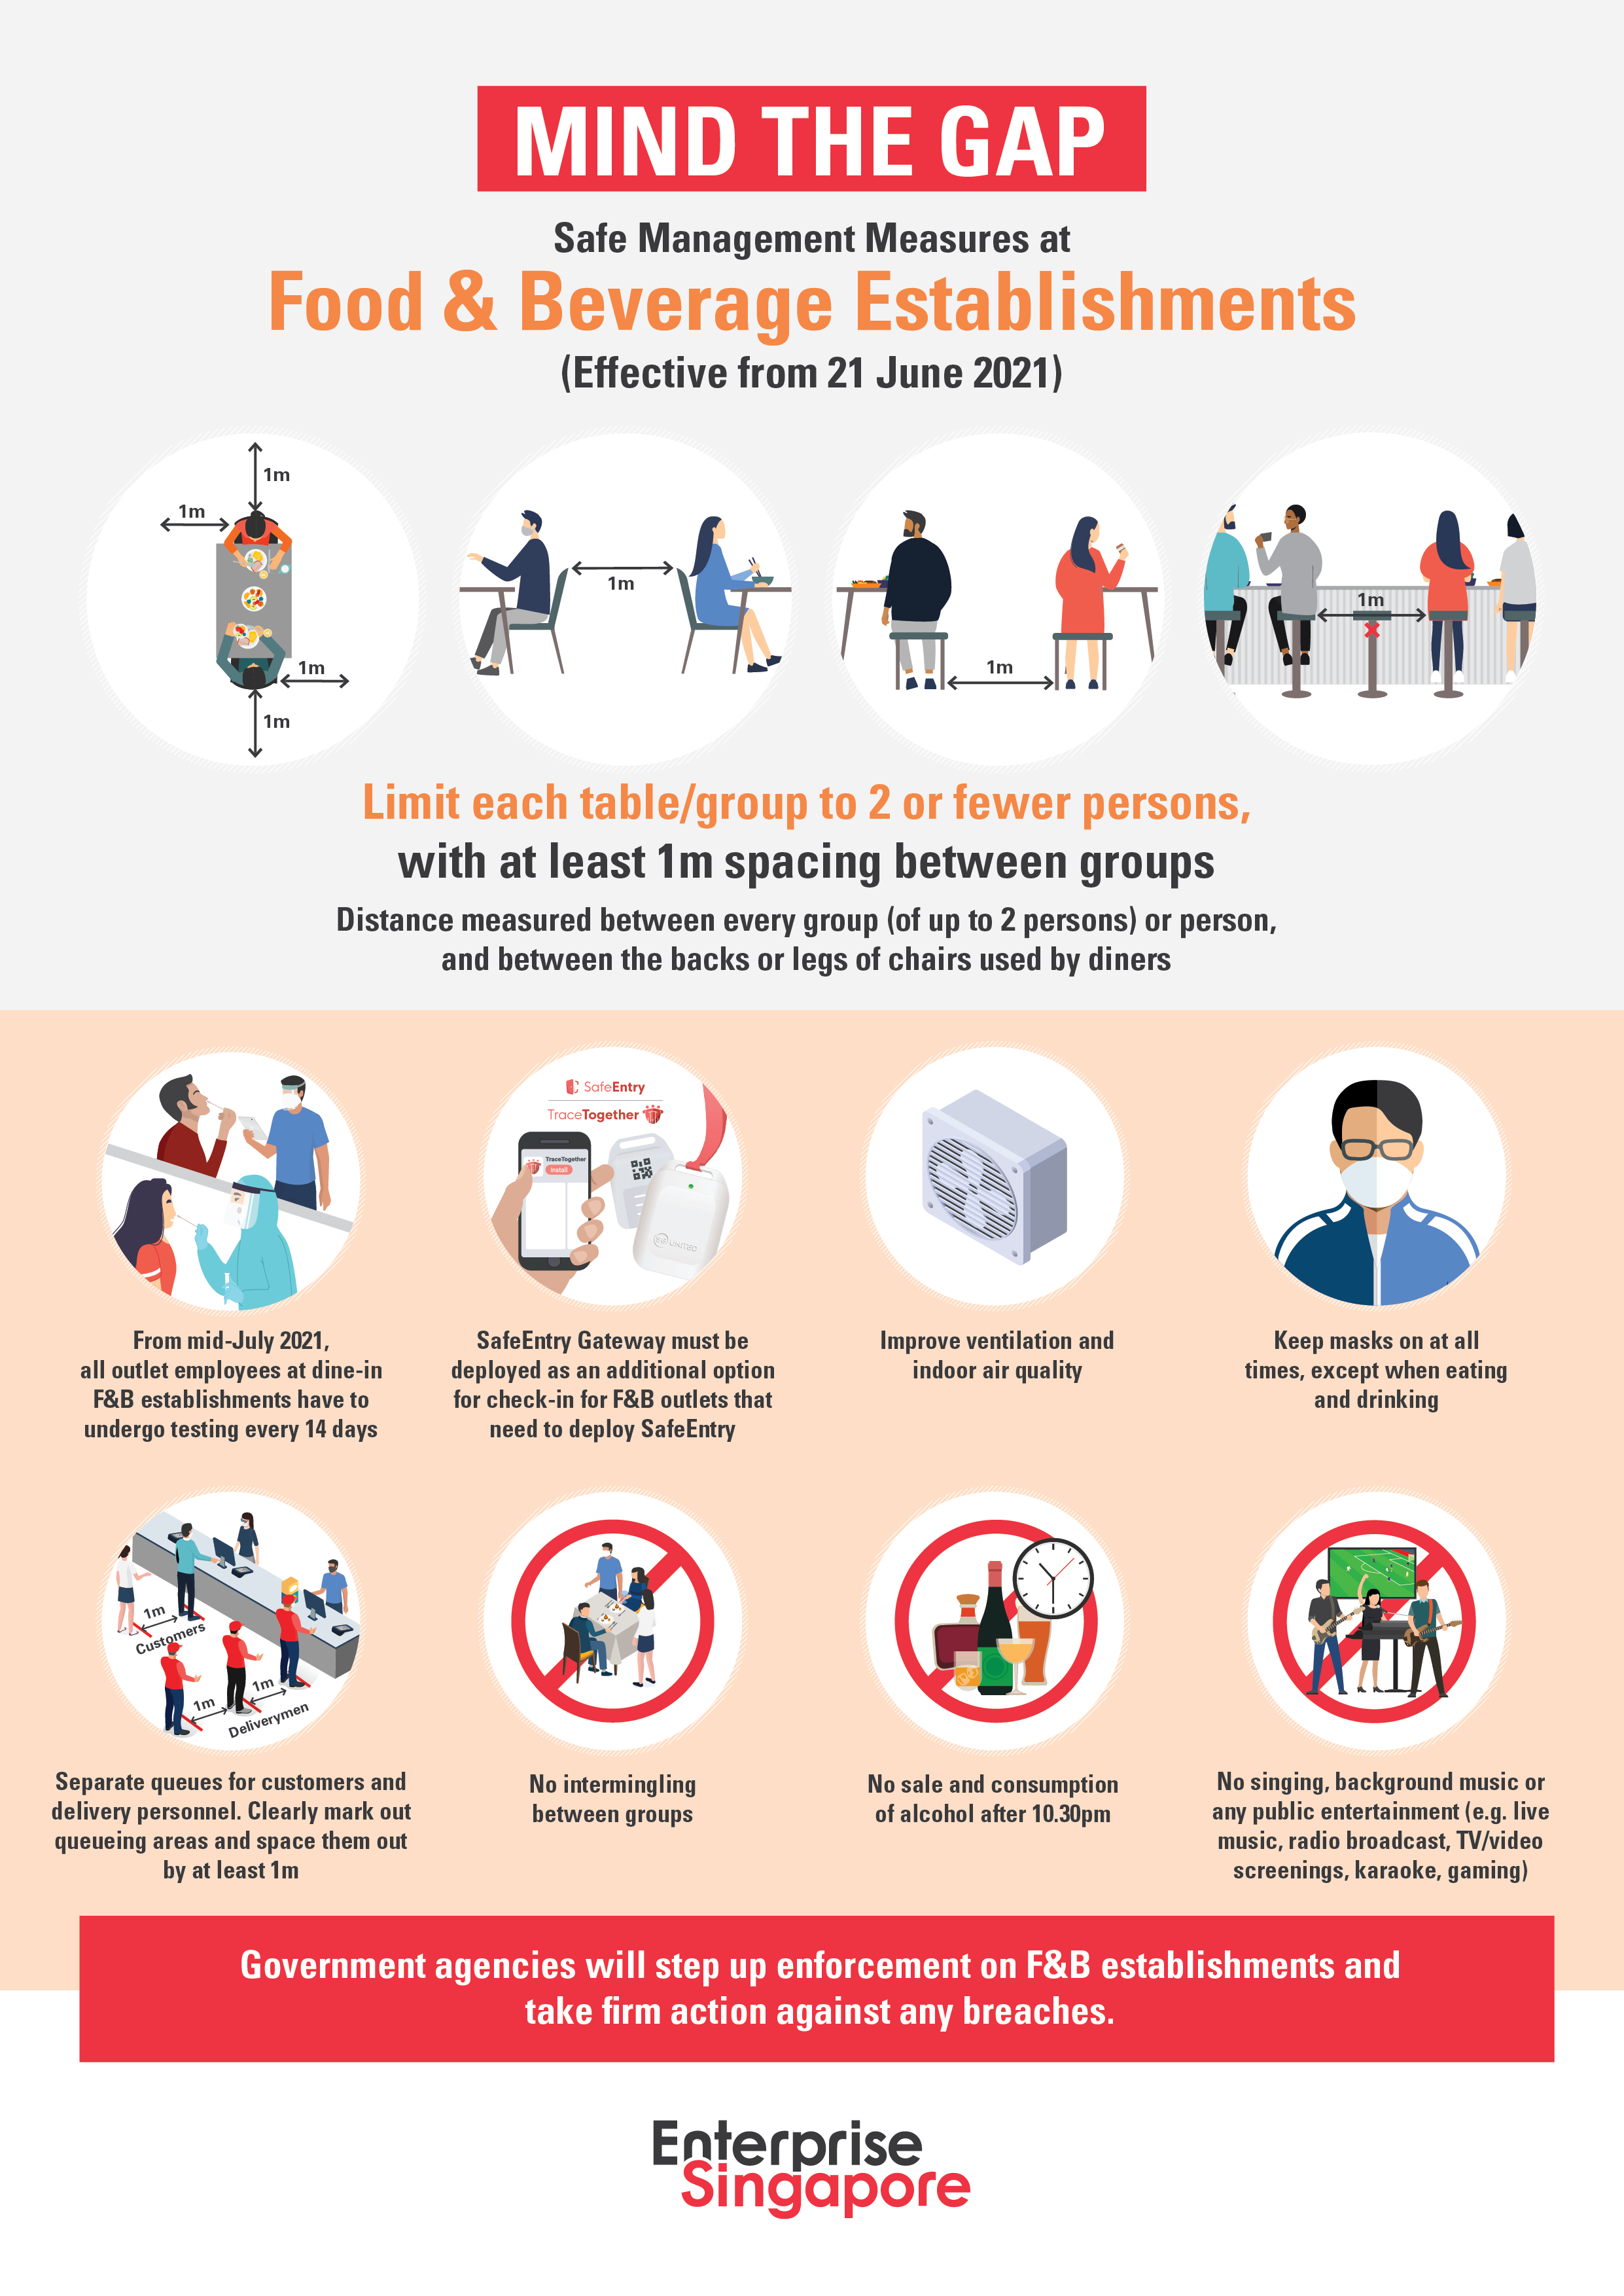 MIND THE GAP
Safe Management Measures at
Food & Beverage Establishments
(Effective from 21 June 2021)
1m
1m
1m
1m
1m
1m
1m
Limit each table/group to 2 or fewer persons,
with at least 1m spacing between groups
Distance measured between every group (of up to 2 persons) or person,
and between the backs or legs of chairs used by diners
SafeEntry
TraceTogether
TraceTogether
Install
SG UNITED
From mid-July 2021,
all outlet employees at dine-in
F&B establishments have to
undergo testing every 14 days
SafeEntry Gateway must be
deployed as an additional option
for check-in for F&B outlets that
need to deploy SafeEntry
Improve ventilation and
indoor air quality
Keep masks on at all
times, except when eating
and drinking
1m
Customers
1m
1m
Deliverymen
Separate queues for customers and
delivery personnel. Clearly mark out
queueing areas and space them out
by at least 1m
No intermingling
between groups
No sale and consumption
of alcohol after 10.30pm
No singing, background music or
any public entertainment (e.g. live
music, radio broadcast, TV/video
screenings, karaoke, gaming)
Government agencies will step up enforcement on F&B establishments and
take firm action against any breaches.
Enterprise
Singapore